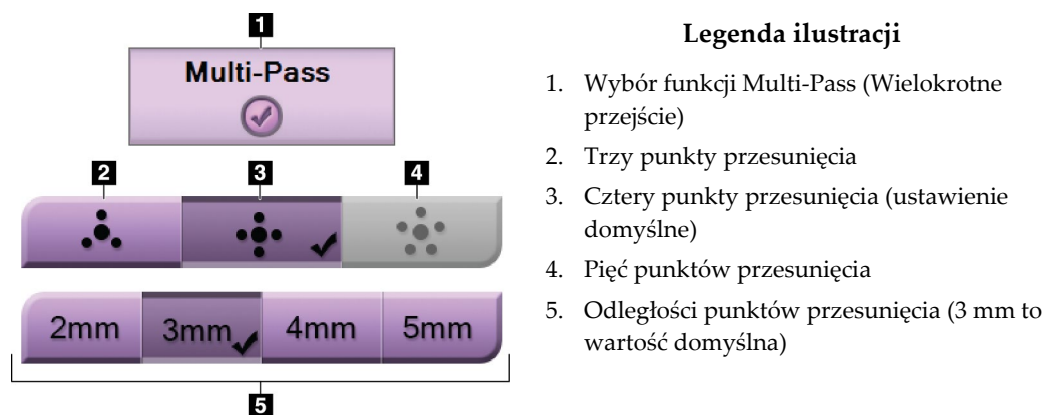 1
Multi-Pass
2
3
4
2mm
3mm
4mm
5mm
5
Legenda ilustracji
1. Wybór funkcji Multi-Pass (Wielokrotne
przejście)
2. Trzy punkty przesunięcia
3. Cztery punkty przesunięcia (ustawienie
domyślne)
4. Pięć punktów przesunięcia
5. Odległości punktów przesunięcia (3 mm to
wartość domyślna)